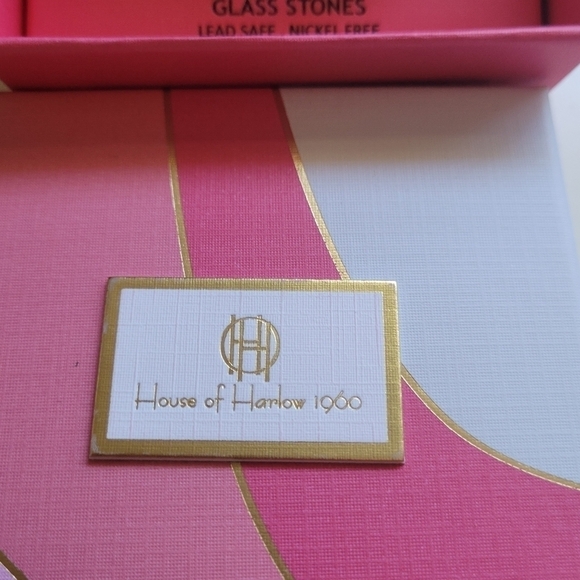 GLASS STONES
LEAD SAFE . NICKEL FREE
House of Harlow 1960